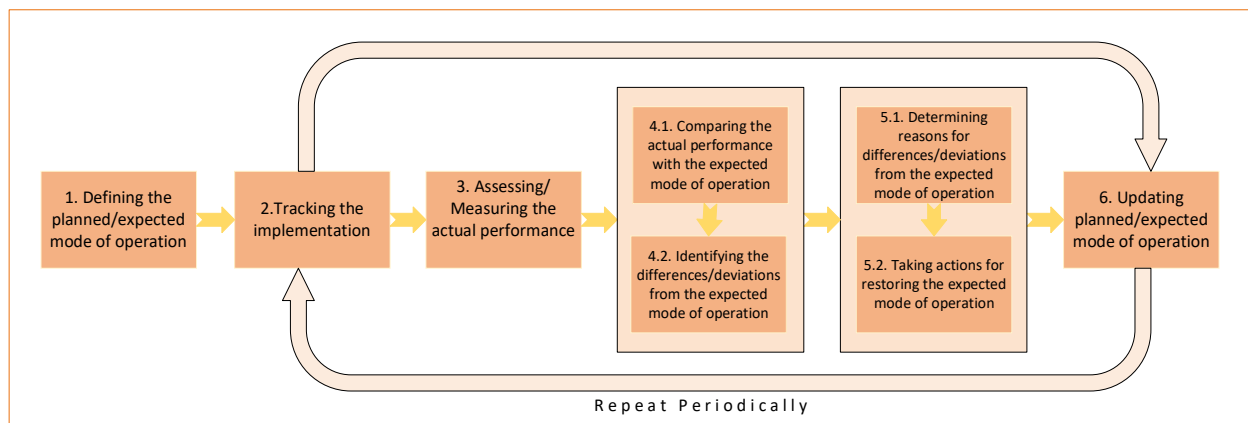 1. Defining the
planned/expected
mode of operation
2.Tracking the
implementation
3. Assessing/
Measuring the
actual performance
4.1. Comparing the
actual performance
with the expected
mode of operation
4.2. Identifying the
differences/deviations
from the expected
mode of operation
5.1. Determining
reasons for
differences/deviations
from the expected
mode of operation
5.2. Taking actions for
restoring the expected
mode of operation
6. Updating
planned/expected
mode of operation
Repeat Periodically